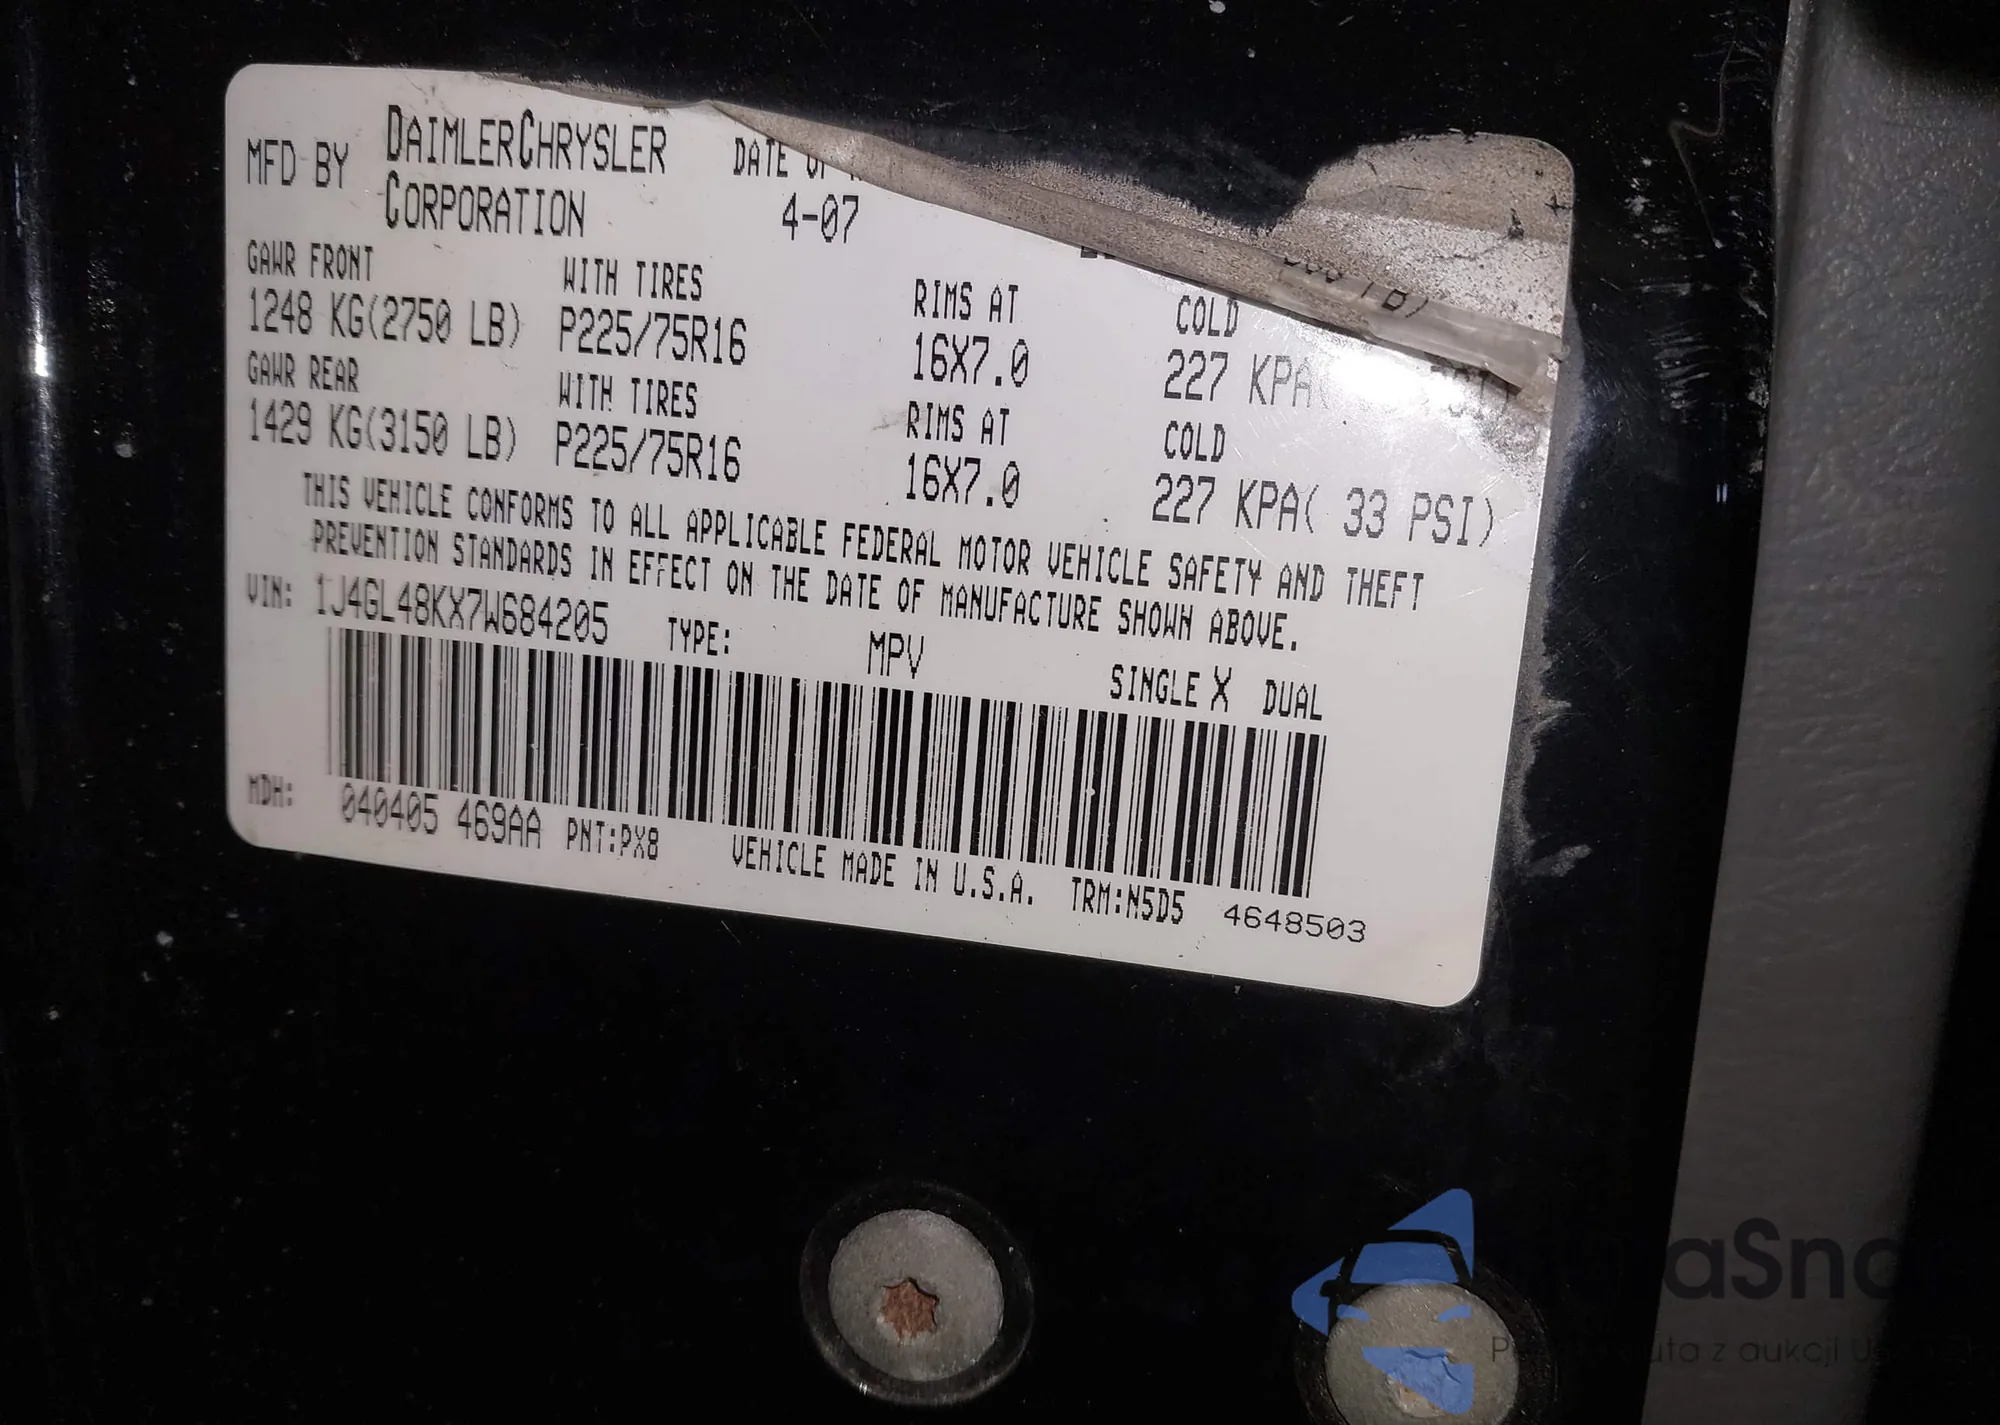 MFD BY DAIMLERCHRYSLER CORPORATION
DATE OF
4-07
GAWR FRONT WITH TIRES RIMS AT COLD
1248 KG(2750 LB) P225/75R16 16X7.0 227 KPA(
GAWR REAR WITH TIRES RIMS AT COLD
1429 KG(3150 LB) P225/75R16 16X7.0 227 KPA( 33 PSI)
THIS VEHICLE CONFORMS TO ALL APPLICABLE FEDERAL MOTOR VEHICLE SAFETY AND THEFT
PREVENTION STANDARDS IN EFFECT ON THE DATE OF MANUFACTURE SHOWN ABOVE.
VIN: 1J4GL48KX7W684205 TYPE: MPV SINGLE X DUAL
MDH: 040405 469AA PNT:PX8 VEHICLE MADE IN U.S.A. TRM:N5D5 4648503
z aukcji